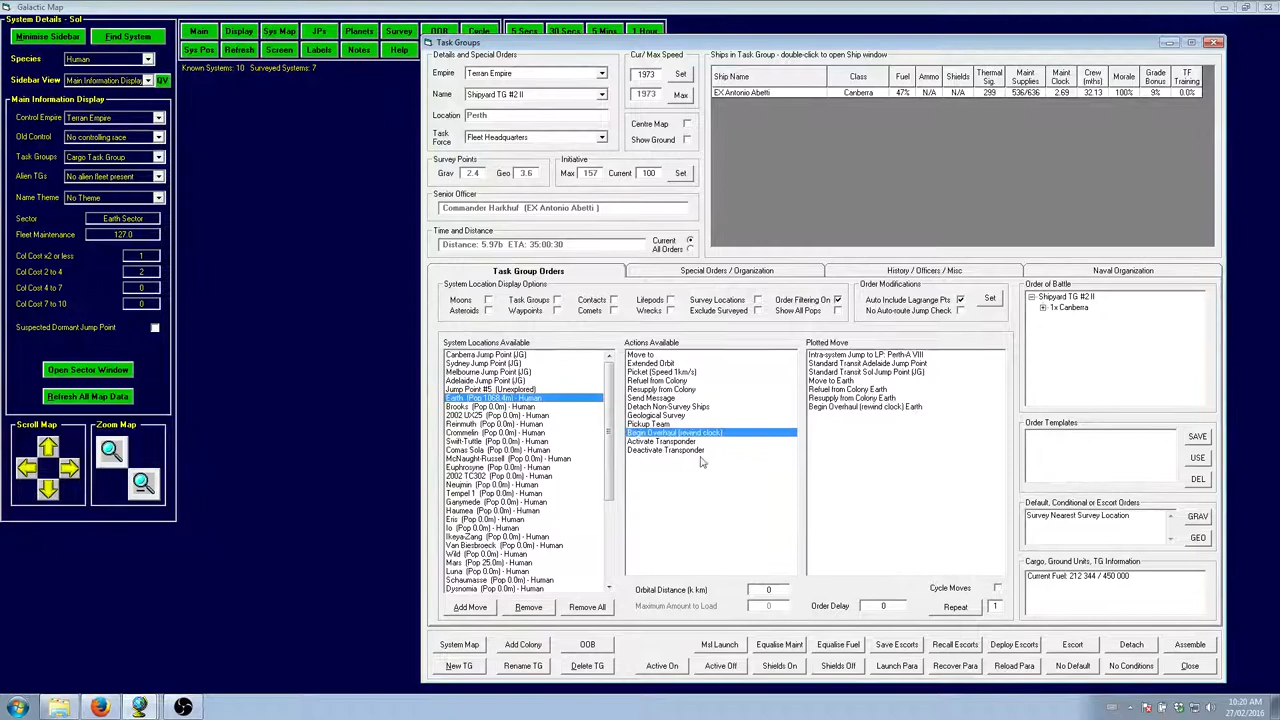 Galactic Map
System Details - Sol
Minimise Sidebar
Find System
Species
Human
Sidebar View
Main Information Display
OV
Main Information Display
Control Empire
Terran Empire
Old Control
No controlling race
Task Groups
Cargo Task Group
Alien TGs
No alien fleet present
Name Theme
No Theme
Sector
Earth Sector
Fleet Maintenance
127.0
Col Cost x2 or less
1
Col Cost 2 to 4
2
Col Cost 4 to 7
0
Col Cost 7 to 10
0
Suspected Dormant Jump Point
Open Sector Window
Refresh All Map Data
Scroll Map
Zoom Map
Main
Display
Sys Map
JPs
Planets
Survey
OOB
Cycle
5 Secs
30 Secs
5 Mins
1 Hour
Sys Pos
Refresh
Screen
Labels
Notes
Help
Known Systems: 10 Surveyed Systems: 7
Task Groups
Details and Special Orders
Empire
Terran Empire
Name
Shipyard TG #2 II
Location
Perth
Task Force
Fleet Headquarters
Cur/ Max Speed
1973
Set
1973
Max
Centre Map
Show Ground
Survey Points
Grav
2.4
Geo
3.6
Initiative
Max
157
Current
100
Set
Senior Officer
Commander Harkhuf (EX Antonio Abetti )
Time and Distance
Distance: 5.97b ETA: 35:00:30
Current
All Orders
Ships in Task Group - double-click to open Ship window
Ship Name Class Fuel Ammo Shields Thermal Sig. Maint Supplies Maint Clock Crew (mths) Morale Grade Bonus TF Training
EX Antonio Abetti Canberra 47% N/A N/A 299 536/636 2.69 32.13 100% 9% 0.0%
Task Group Orders
Special Orders / Organization
History / Officers / Misc
Naval Organization
System Location Display Options
Moons
Task Groups
Contacts
Lifepods
Survey Locations
Order Filtering On
Asteroids
Waypoints
Comets
Wrecks
Exclude Surveyed
Show All Pops
Order Modifications
Auto Include Lagrange Pts
Set
No Auto-route Jump Check
System Locations Available
Canberra Jump Point (JG)
Sydney Jump Point (JG)
Melbourne Jump Point (JG)
Adelaide Jump Point (JG)
Jump Point #5 (Unexplored)
Earth (Pop 1068.4m) - Human
Brooks (Pop 0.0m) - Human
2002 UX25 (Pop 0.0m) - Human
Reinmuth (Pop 0.0m) - Human
Crommelin (Pop 0.0m) - Human
Swift-Tuttle (Pop 0.0m) - Human
Comas Sola (Pop 0.0m) - Human
McNaught-Russell (Pop 0.0m) - Human
Euphrosyne (Pop 0.0m) - Human
2002 TC302 (Pop 0.0m) - Human
Neujmin (Pop 0.0m) - Human
Tempel 1 (Pop 0.0m) - Human
Ganymede (Pop 0.0m) - Human
Haumea (Pop 0.0m) - Human
Eris (Pop 0.0m) - Human
Io (Pop 0.0m) - Human
Ikeya-Zang (Pop 0.0m) - Human
Van Biesbroeck (Pop 0.0m) - Human
Wild (Pop 0.0m) - Human
Mars (Pop 25.0m) - Human
Luna (Pop 0.0m) - Human
Schaumasse (Pop 0.0m) - Human
Dysnomia (Pop 0.0m) - Human
Add Move
Remove
Remove All
Actions Available
Move to
Extended Orbit
Picket (Speed 1km/s)
Refuel from Colony
Resupply from Colony
Send Message
Detach Non-Survey Ships
Geological Survey
Pickup Team
Begin Overhaul (rewind clock)
Activate Transponder
Deactivate Transponder
Orbital Distance (k km)
0
Maximum Amount to Load
0
Plotted Move
Intra-system Jump to LP: Perth-A VIII
Standard Transit Adelaide Jump Point
Standard Transit Sol Jump Point (JG)
Move to Earth
Refuel from Colony Earth
Resupply from Colony Earth
Begin Overhaul (rewind clock) Earth
Cycle Moves
Order Delay
0
Repeat
1
Order of Battle
Shipyard TG #2 II
1x Canberra
Order Templates
SAVE
USE
DEL
Default, Conditional or Escort Orders
Survey Nearest Survey Location
GRAV
GEO
Cargo, Ground Units, TG Information
Current Fuel: 212 344 / 450 000
System Map
Add Colony
OOB
Msl Launch
Equalise Maint
Equalise Fuel
Save Escorts
Recall Escorts
Deploy Escorts
Escort
Detach
Assemble
New TG
Rename TG
Delete TG
Active On
Active Off
Shields On
Shields Off
Launch Para
Recover Para
Reload Para
No Default
No Conditions
Close
10:20 AM
27/02/2016